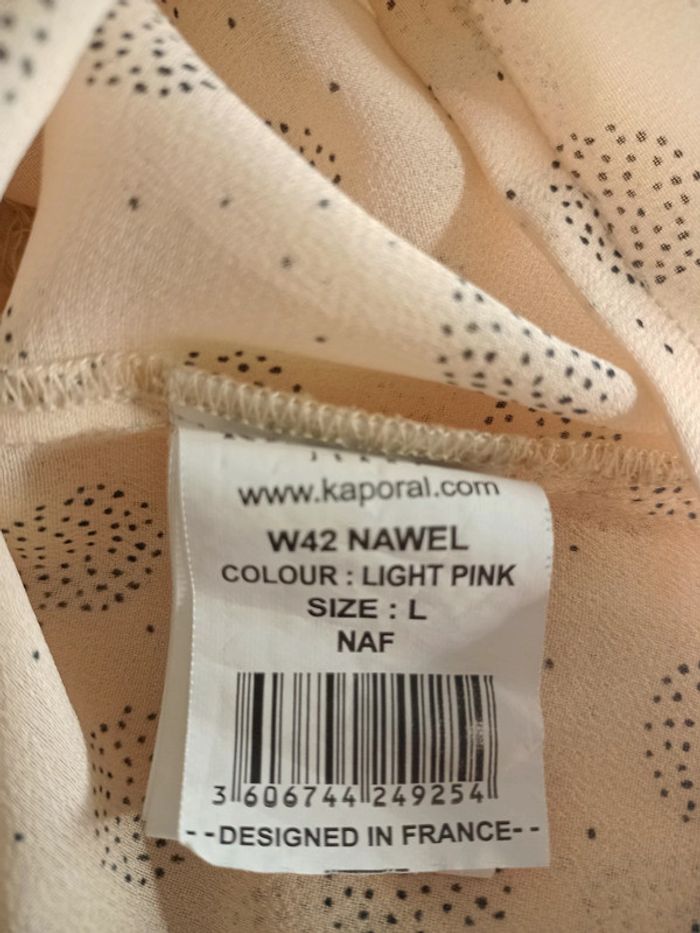 www.kaporal.com
W42 NAWEL
COLOUR : LIGHT PINK
SIZE : L
NAF
3 606744 249254
--DESIGNED IN FRANCE--